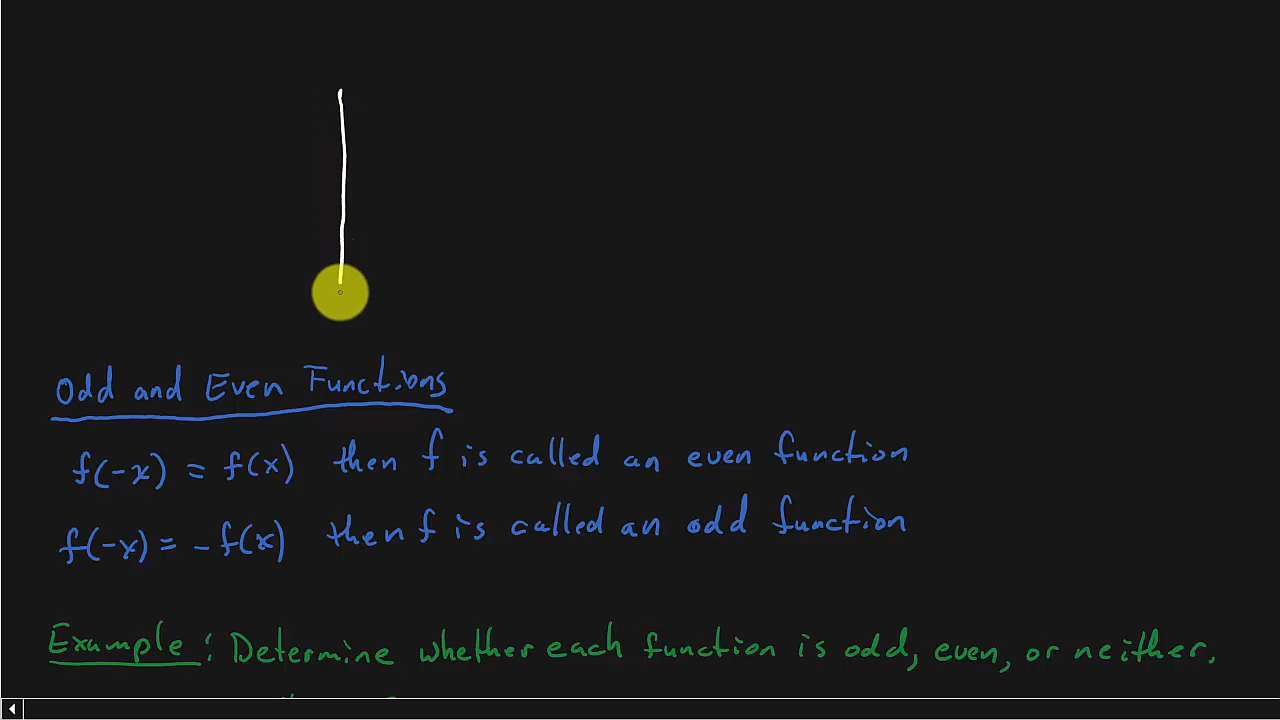 Odd and Even Functions
f(-x) = f(x) then f is called an even function
f(-x) = -f(x) then f is called an odd function
Example: Determine whether each function is odd, even, or neither.